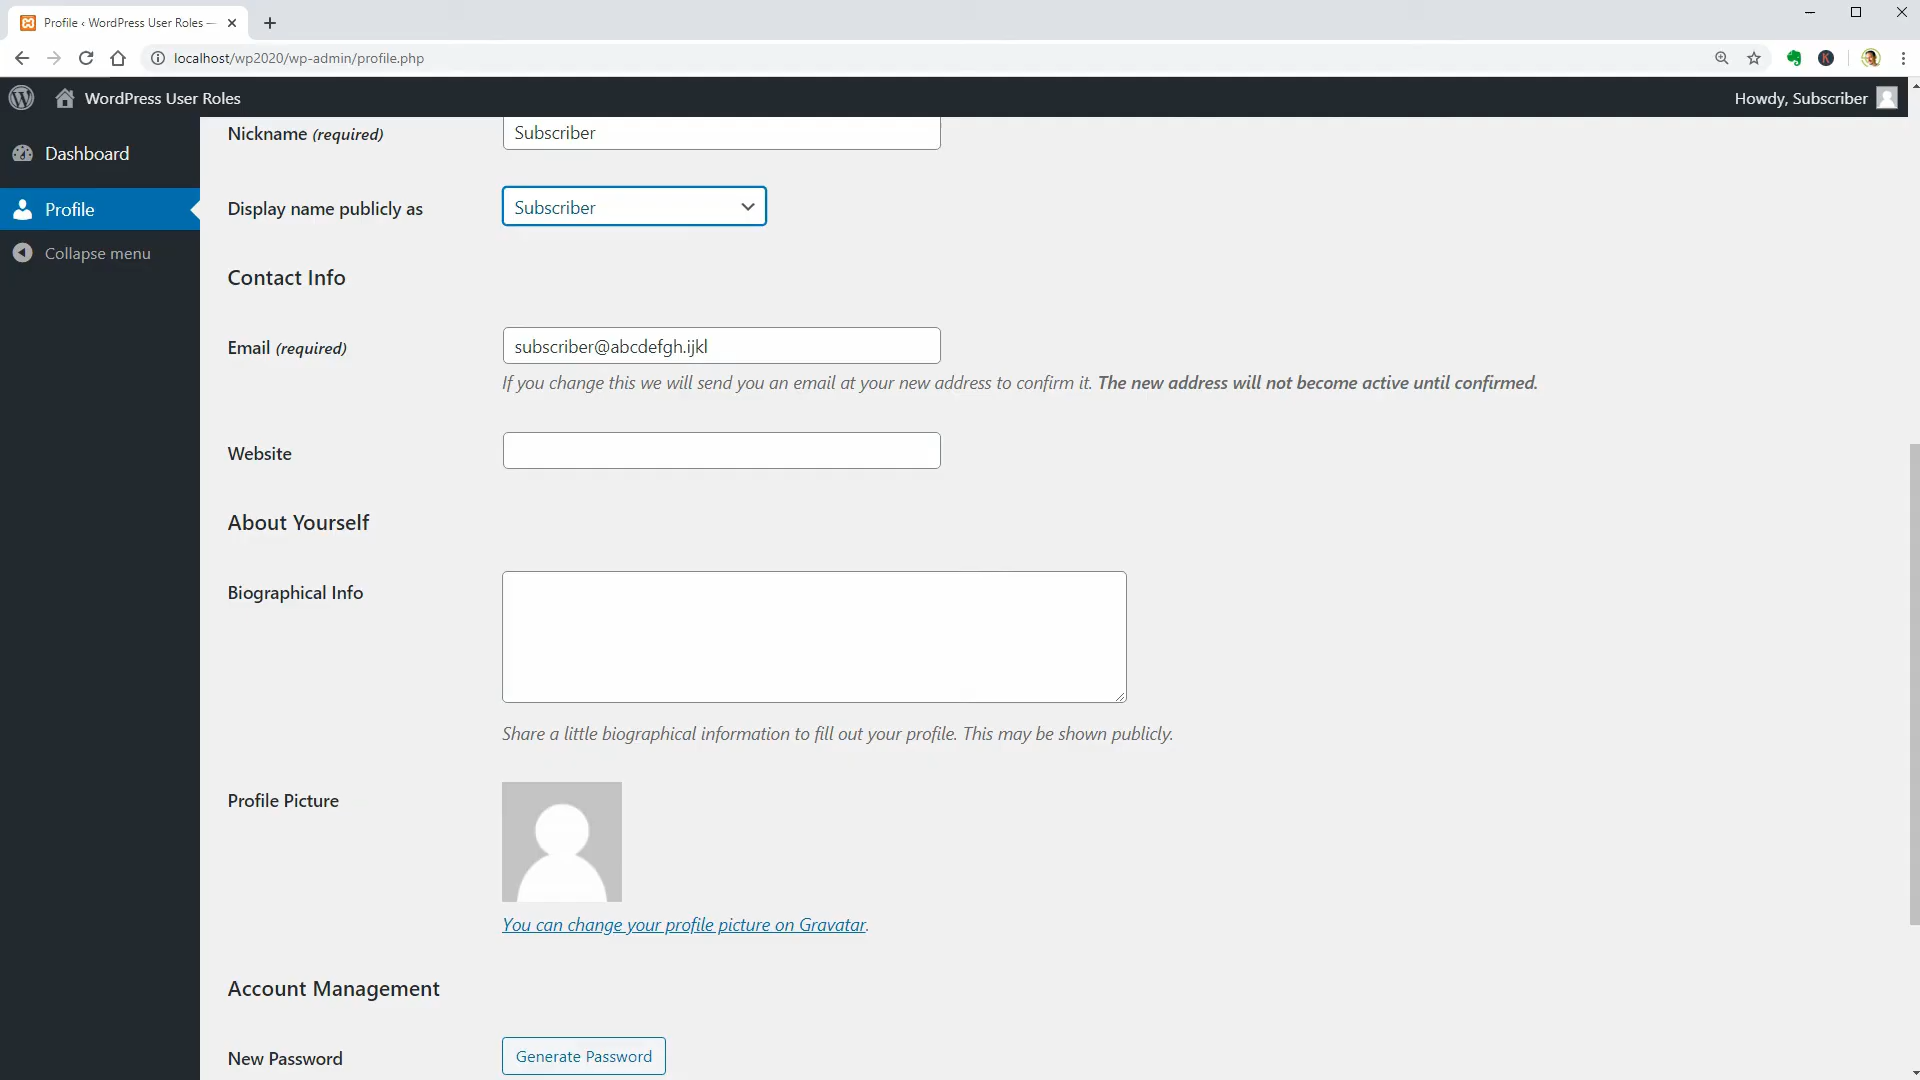 Profile ‹ WordPress User Roles —
localhost/wp2020/wp-admin/profile.php
WordPress User Roles
Howdy, Subscriber
Dashboard
Profile
Collapse menu
Nickname (required)
Subscriber
Display name publicly as
Subscriber
Contact Info
Email (required)
subscriber@abcdefgh.ijkl
If you change this we will send you an email at your new address to confirm it. The new address will not become active until confirmed.
Website
About Yourself
Biographical Info
Share a little biographical information to fill out your profile. This may be shown publicly.
Profile Picture
You can change your profile picture on Gravatar.
Account Management
New Password
Generate Password